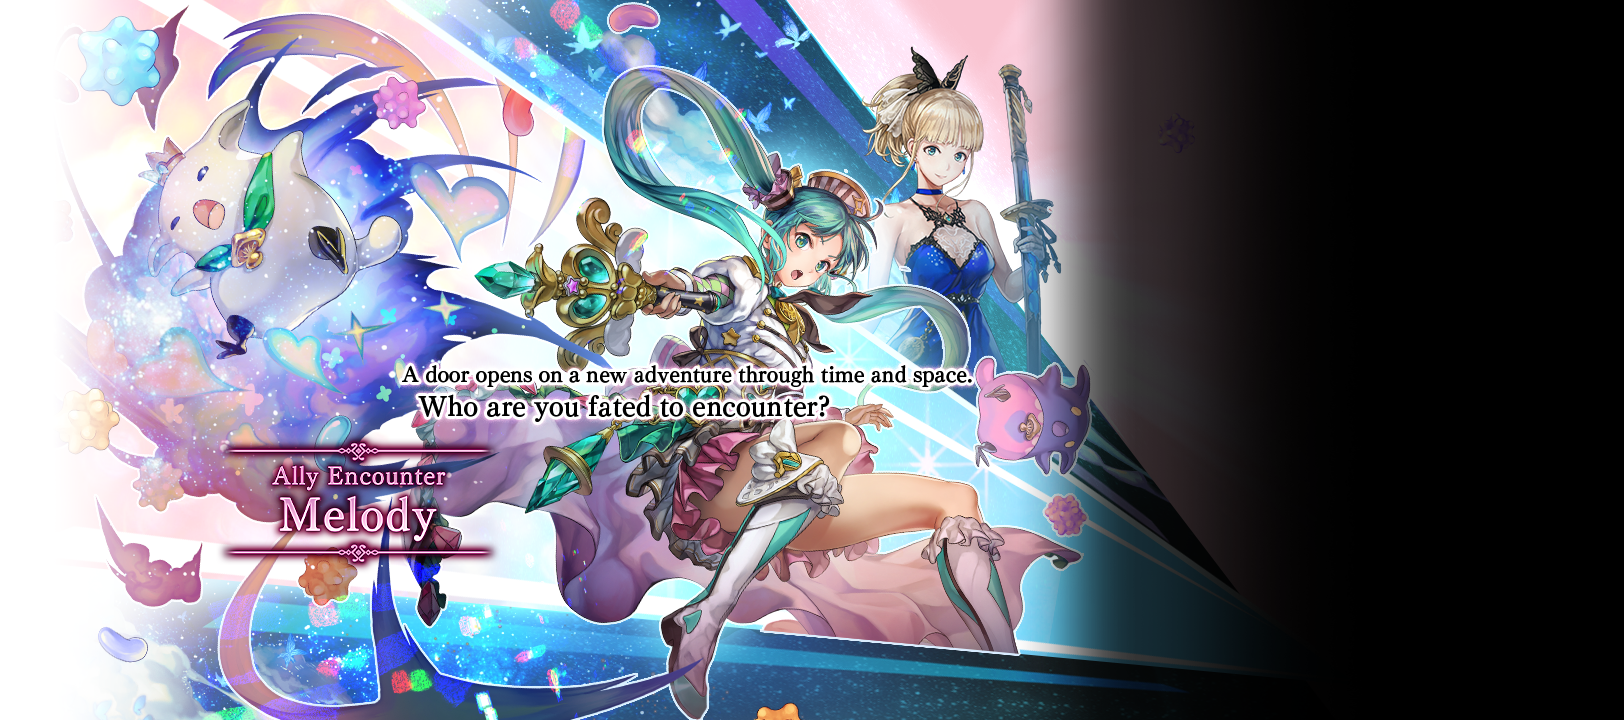 A door opens on a new adventure through time and space.
Who are you fated to encounter?
Ally Encounter
Melody